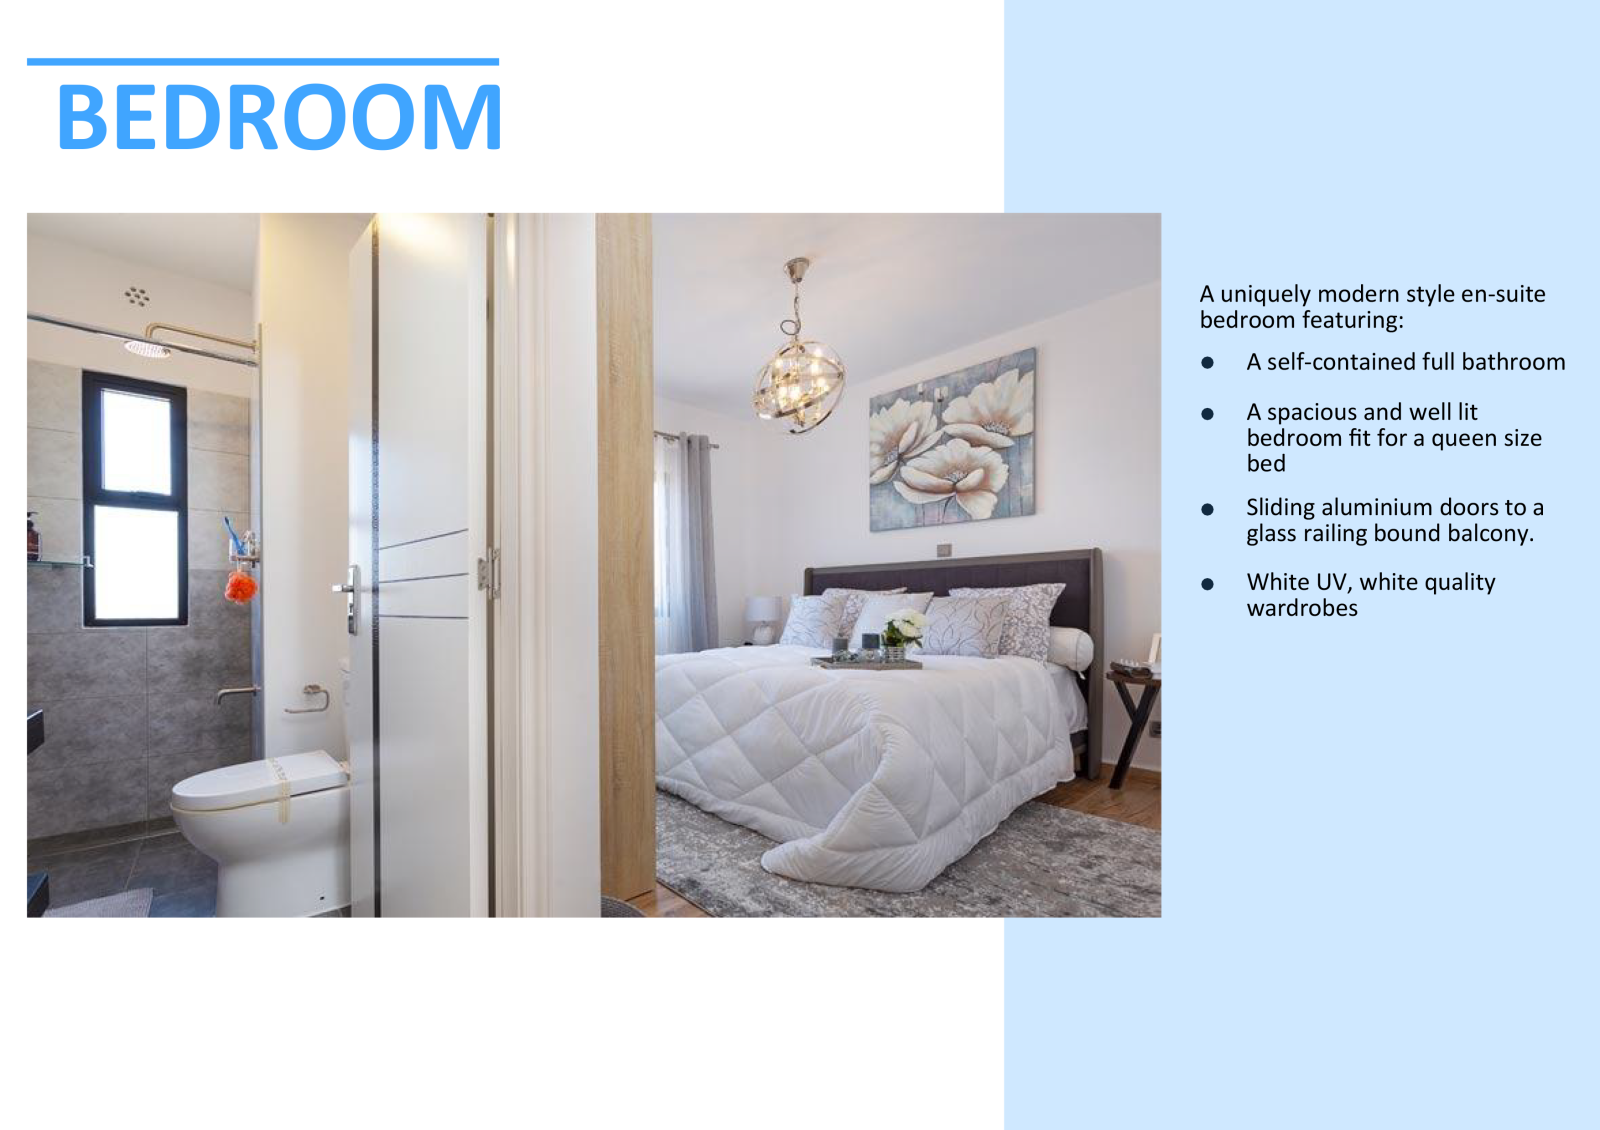 BEDROOM
A uniquely modern style en-suite
bedroom featuring:
● A self-contained full bathroom
● A spacious and well lit
bedroom fit for a queen size
bed
● Sliding aluminium doors to a
glass railing bound balcony.
● White UV, white quality
wardrobes